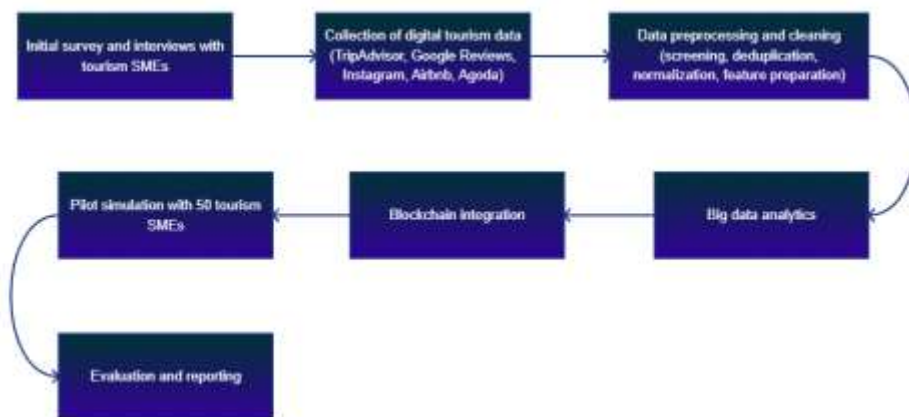 Initial survey and interviews with
tourism SMEs
Collection of digital tourism data
(TripAdvisor, Google Reviews,
Instagram, Airbnb, Agoda)
Data preprocessing and cleaning
(screening, deduplication,
normalization, feature preparation)
Big data analytics
Blockchain integration
Pilot simulation with 50 tourism
SMEs
Evaluation and reporting